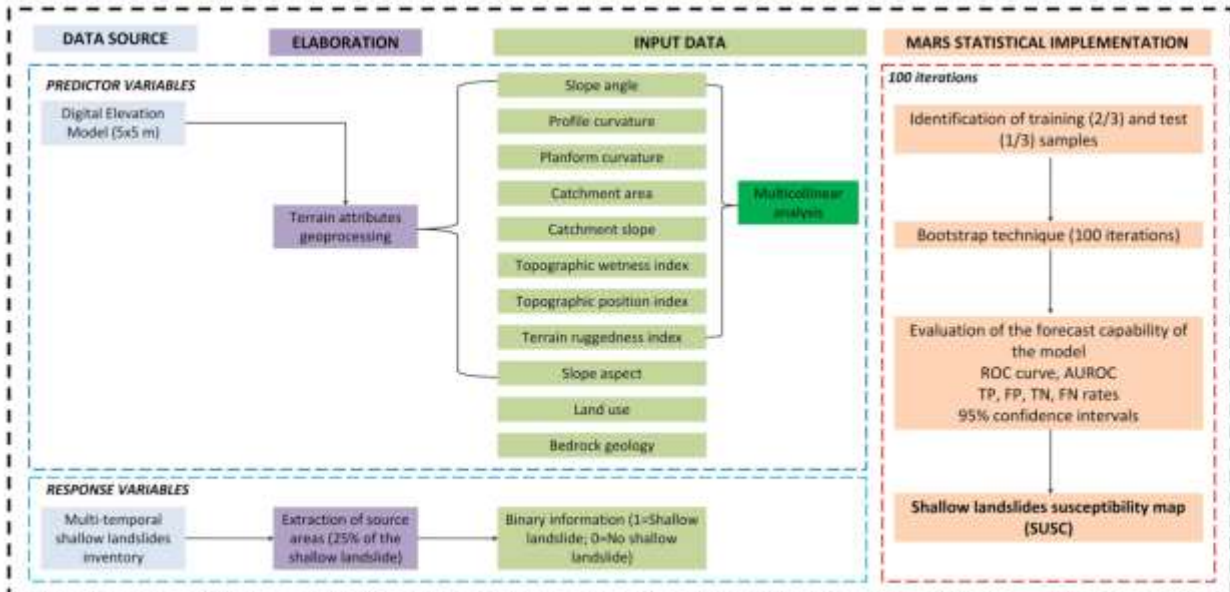 DATA SOURCE
ELABORATION
INPUT DATA
MARS STATISTICAL IMPLEMENTATION
PREDICTOR VARIABLES
Digital Elevation
Model (5x5 m)
Terrain attributes
geoprocessing
Slope angle
Profile curvature
Planform curvature
Catchment area
Catchment slope
Topographic wetness index
Topographic position index
Terrain ruggedness index
Slope aspect
Land use
Bedrock geology
Multicollinear
analysis
RESPONSE VARIABLES
Multi-temporal
shallow landslides
inventory
Extraction of source
areas (25% of the
shallow landslide)
Binary information (1=Shallow
landslide; 0=No shallow
landslide)
100 iterations
Identification of training (2/3) and test
(1/3) samples
Bootstrap technique (100 iterations)
Evaluation of the forecast capability of
the model
ROC curve, AUROC
TP, FP, TN, FN rates
95% confidence intervals
Shallow landslides susceptibility map
(SUSC)